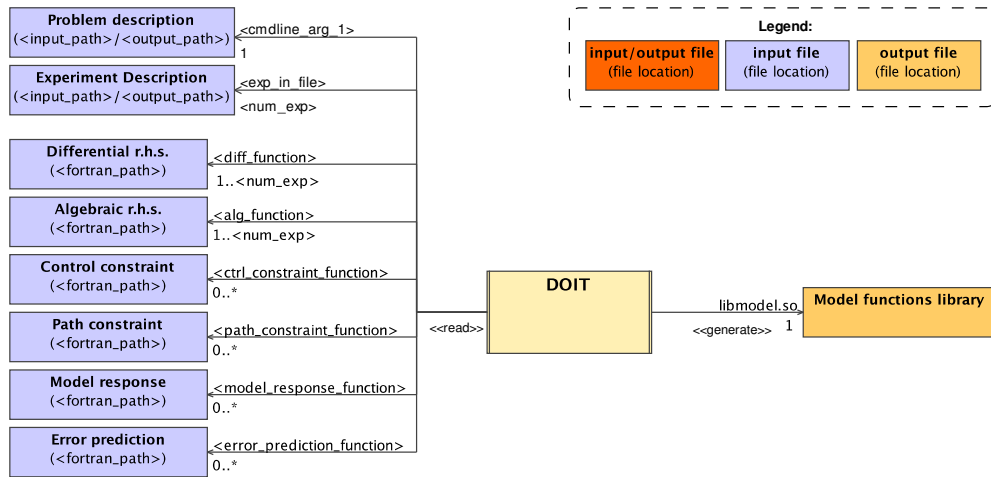 Problem description
(<input_path>/<output_path>)
<cmdline_arg_1>
1
Experiment Description
(<input_path>/<output_path>)
<exp_in_file>
<num_exp>
Legend:
input/output file
(file location)
input file
(file location)
output file
(file location)
Differential r.h.s.
(<fortran_path>)
<diff_function>
1..<num_exp>
Algebraic r.h.s.
(<fortran_path>)
<alg_function>
1..<num_exp>
Control constraint
(<fortran_path>)
<ctrl_constraint_function>
0..*
Path constraint
(<fortran_path>)
<path_constraint_function>
0..*
Model response
(<fortran_path>)
<model_response_function>
0..*
Error prediction
(<fortran_path>)
<error_prediction_function>
0..*
<<read>>
DOIT
libmodel.so
<<generate>>
1
Model functions library